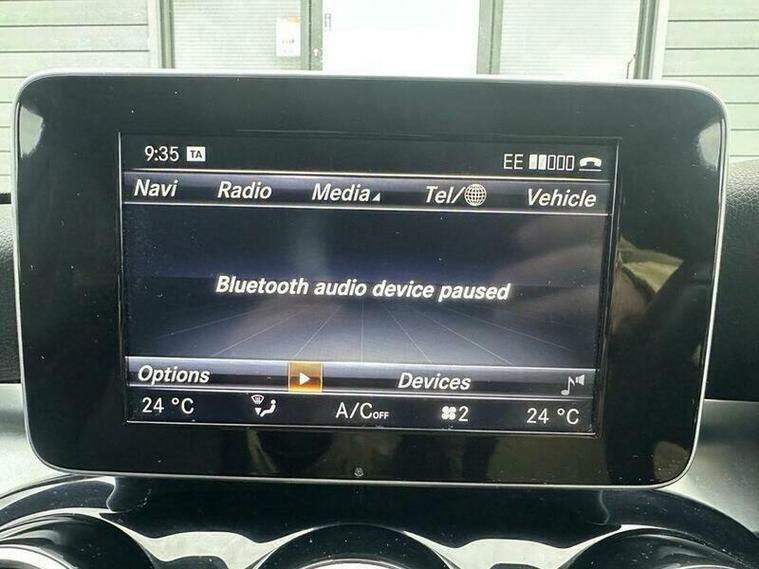 9:35 TA EE
Navi Radio Media Tel/ Vehicle
Bluetooth audio device paused
Options Devices
24 °C A/COFF 2 24 °C